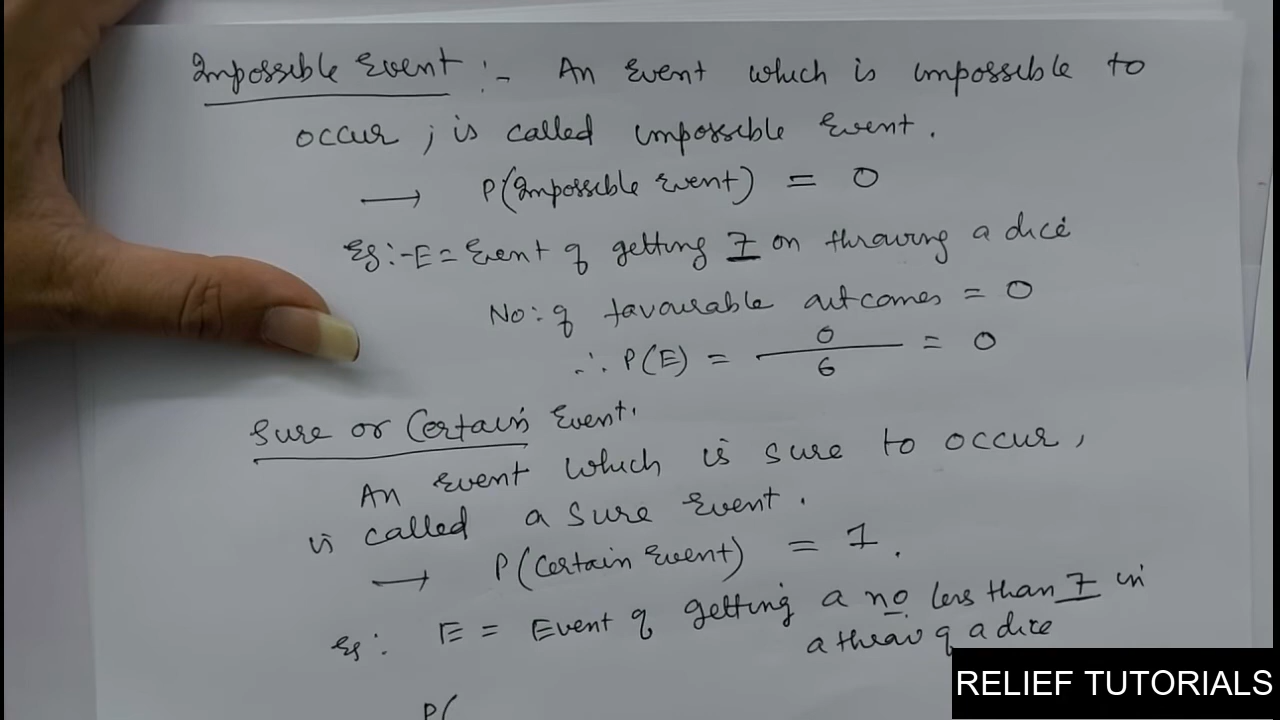 Impossible Event :- An Event which is impossible to
occur, is called impossible Event.
→ P(Impossible Event) = 0
Eg:- E = Event of getting 7 on throwing a dice
No: of favourable outcomes = 0
∴ P(E) = 0/6 = 0
Sure or Certain Event.
An Event which is sure to occur,
is called a sure Event.
→ P(Certain Event) = 1.
Eg: E = Event of getting a no less than 7 in
a throw of a dice
P(
RELIEF TUTORIALS